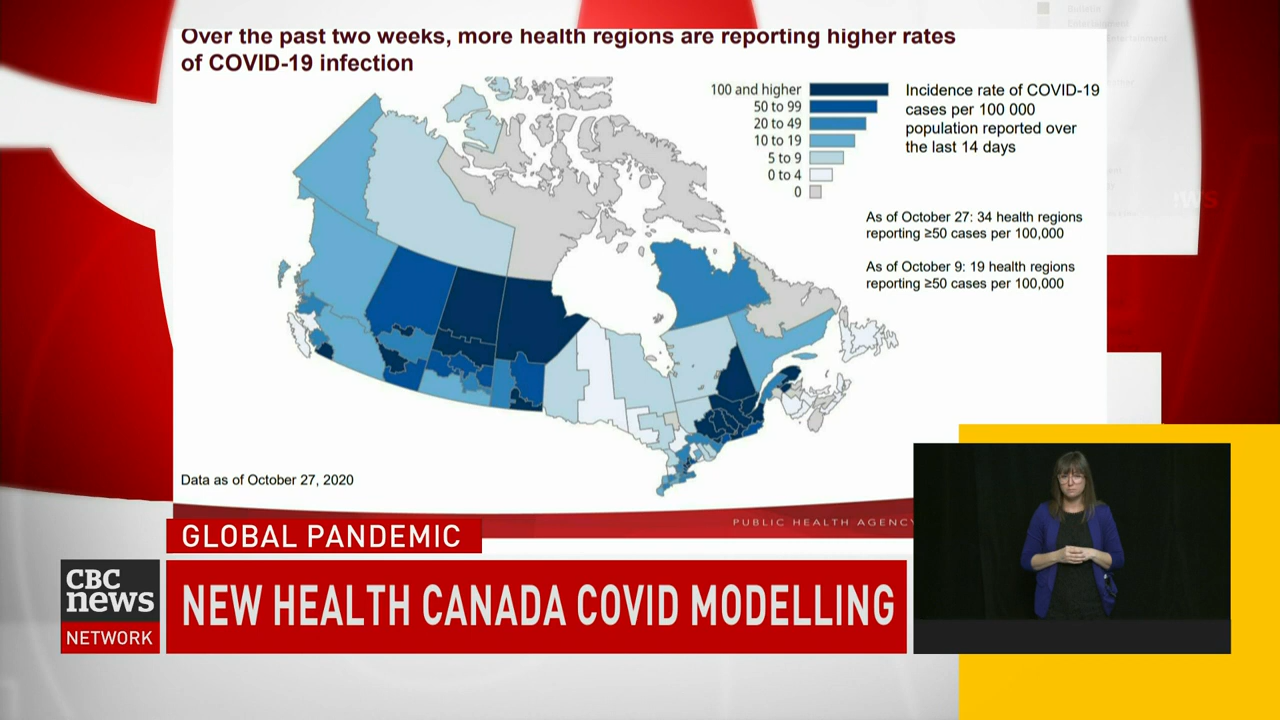 Over the past two weeks, more health regions are reporting higher rates
of COVID-19 infection
100 and higher
50 to 99
20 to 49
10 to 19
5 to 9
0 to 4
0
Incidence rate of COVID-19
cases per 100 000
population reported over
the last 14 days
As of October 27: 34 health regions
reporting ≥50 cases per 100,000
As of October 9: 19 health regions
reporting ≥50 cases per 100,000
Data as of October 27, 2020
PUBLIC HEALTH AGENCY
GLOBAL PANDEMIC
CBC
news
NETWORK
NEW HEALTH CANADA COVID MODELLING